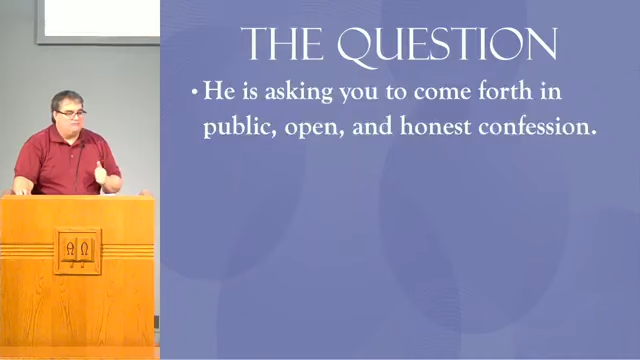 THE QUESTION
• He is asking you to come forth in
public, open, and honest confession.
Α Ω